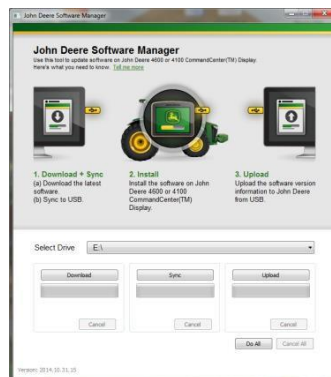 John Deere Software Manager
John Deere Software Manager
Use this tool to update software on John Deere 4600 or 4100 CommandCenter(TM) Display.
Here's what you need to know. Tell me more
1. Download + Sync
(a) Download the latest
software.
(b) Sync to USB.
2. Install
Install the software on John
Deere 4600 or 4100
CommandCenter(TM)
Display.
3. Upload
Upload the software version
information to John Deere
from USB.
Select Drive E:\
Download Sync Upload
Cancel Cancel Cancel
Do All Cancel All
Version: 2014.10.31.15